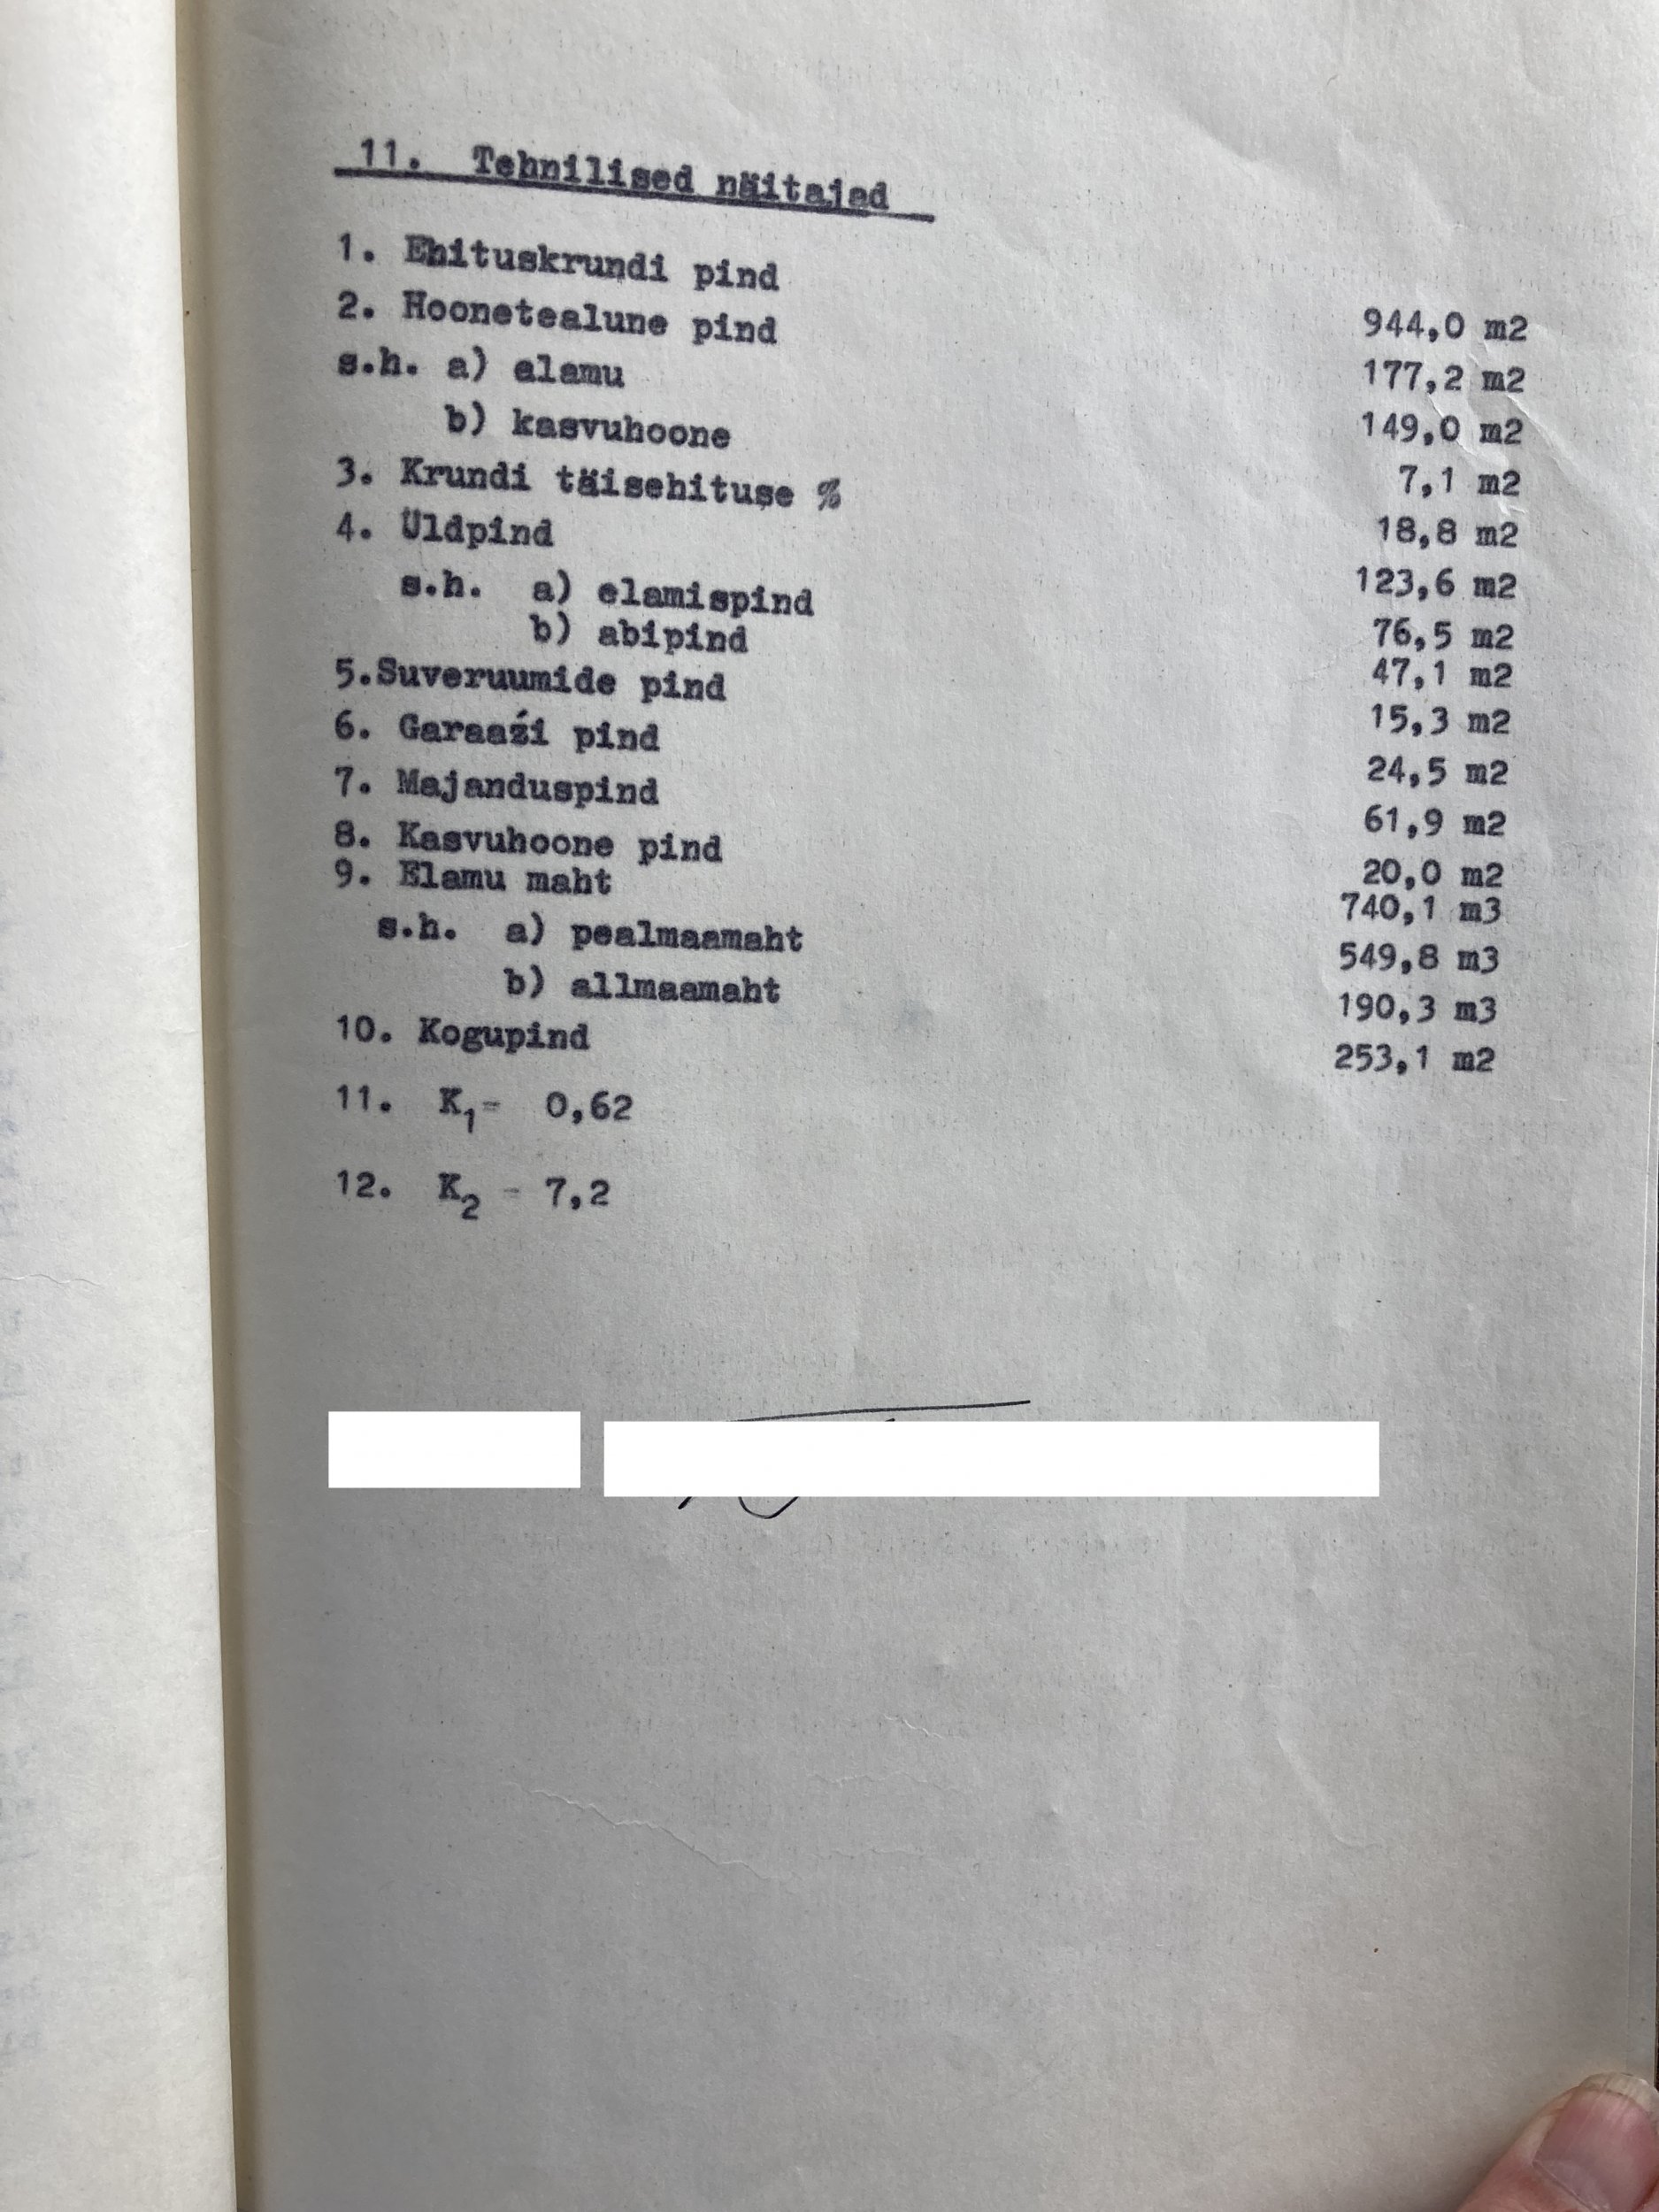 11. Tehnilised näitajad
1. Ehituskrundi pind 944,0 m2
2. Hoonetealune pind 177,2 m2
s.h. a) elamu 149,0 m2
b) kasvuhoone 7,1 m2
3. Krundi täisehituse % 18,8 m2
4. Üldpind 123,6 m2
s.h. a) elamispind 76,5 m2
b) abipind 47,1 m2
5.Suveruumide pind 15,3 m2
6. Garaaźi pind 24,5 m2
7. Majanduspind 61,9 m2
8. Kasvuhoone pind 20,0 m2
9. Elamu maht 740,1 m3
s.h. a) pealmaamaht 549,8 m3
b) allmaamaht 190,3 m3
10. Kogupind 253,1 m2
11. K1- 0,62
12. K2 - 7,2